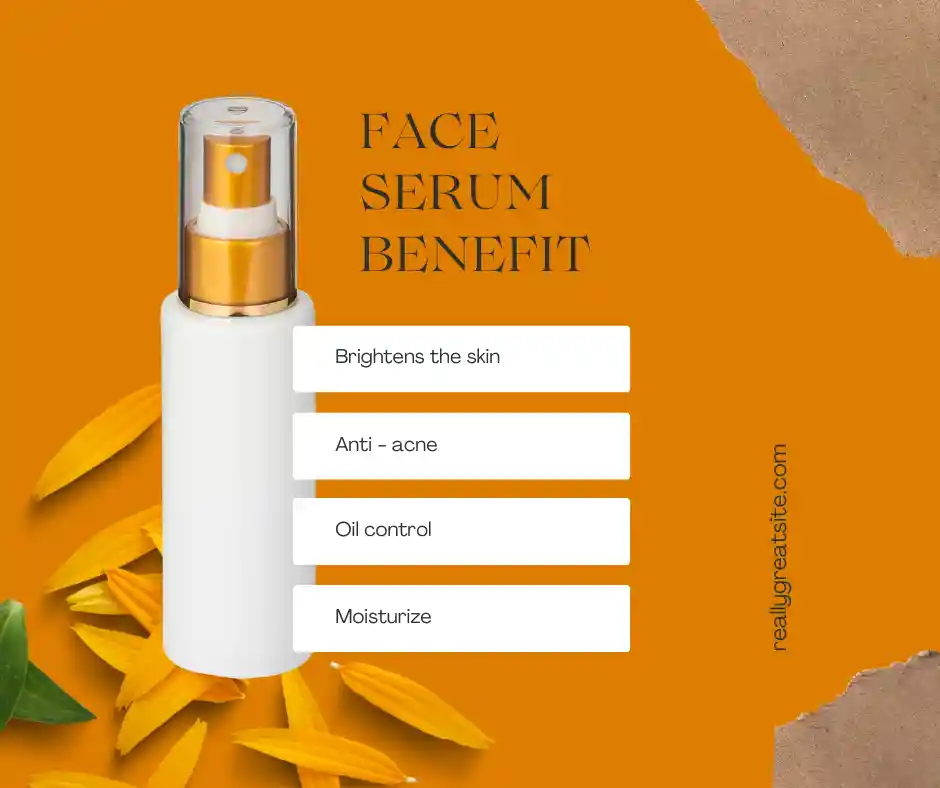 FACE
SERUM
BENEFIT
Brightens the skin
Anti - acne
Oil control
Moisturize
reallygreatsite.com